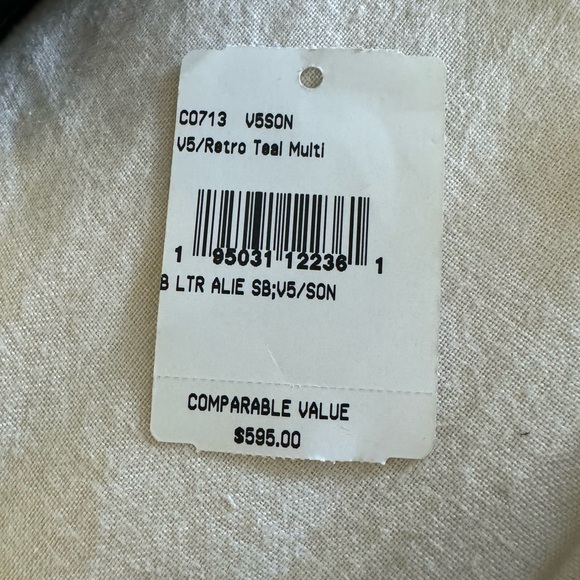 C0713 V5SON
V5/Retro Teal Multi
1 95031 12236 1
B LTR ALIE SB;V5/SON
COMPARABLE VALUE
$595.00